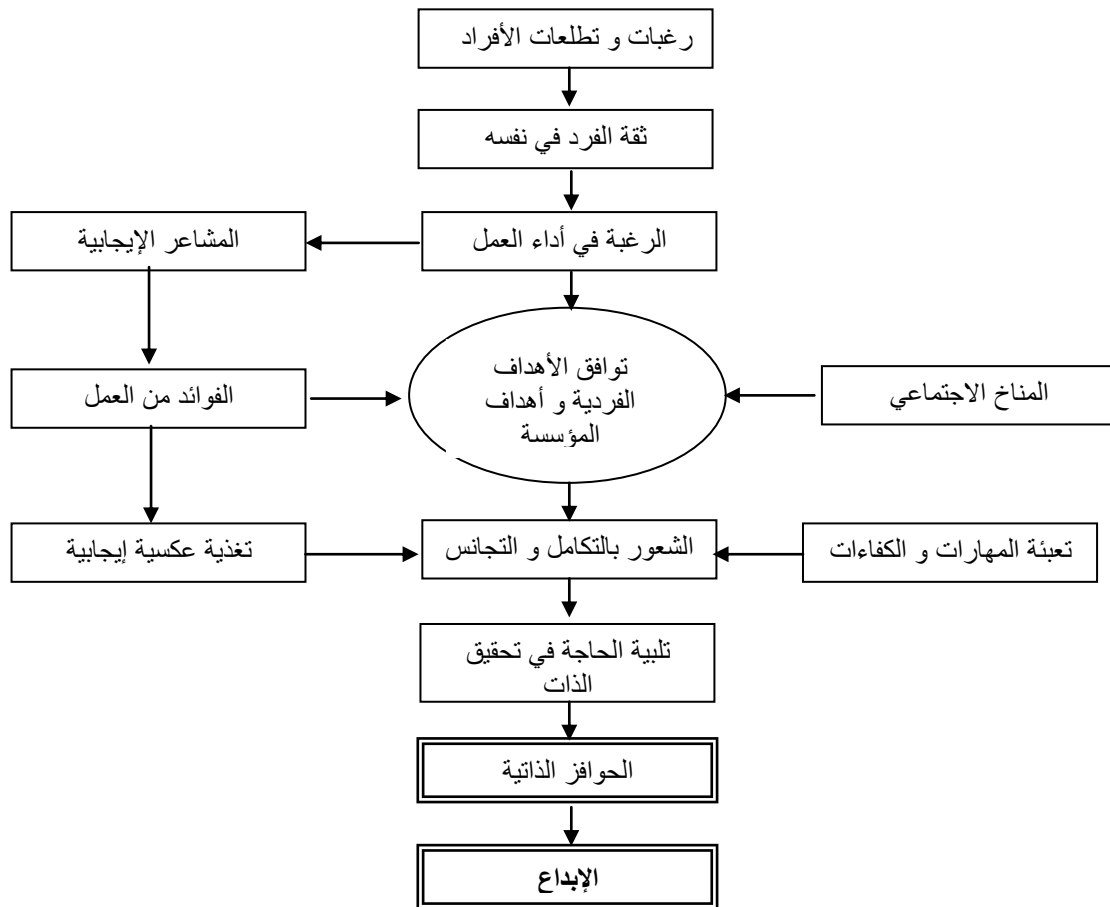 رغبات و تطلعات الأفراد
ثقة الفرد في نفسه
المشاعر الإيجابية
الرغبة في أداء العمل
توافق الأهداف
الفردية و أهداف
المؤسسة
الفوائد من العمل
المناخ الاجتماعي
تغذية عكسية إيجابية
الشعور بالتكامل و التجانس
تعبئة المهارات و الكفاءات
تلبية الحاجة في تحقيق
الذات
الحوافز الذاتية
الإبداع